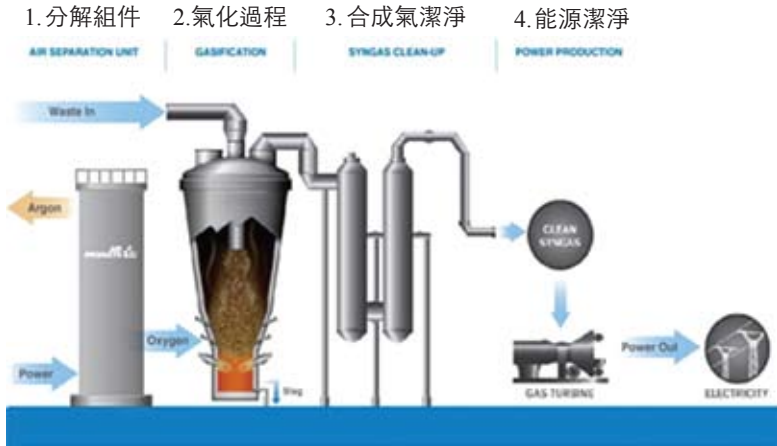 1.分解組件 2.氣化過程 3.合成氣潔淨 4.能源潔淨
AIR SEPARATION UNIT GASIFICATION SYNGAS CLEAN-UP POWER PRODUCTION
Waste In
Argon
CLEAN
SYNGAS
Oxygen
Power Out
Power
Slag
GAS TURBINE
ELECTRICITY